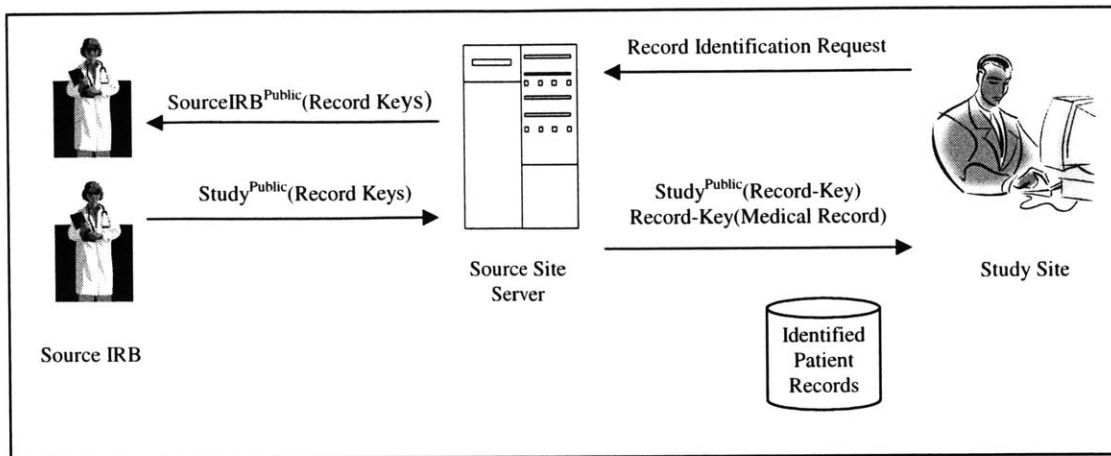 Record Identification Request
SourceIRB^Public(Record Keys)
Study^Public(Record Keys)
Study^Public(Record-Key)
Record-Key(Medical Record)
Source Site
Server
Study Site
Source IRB
Identified
Patient
Records